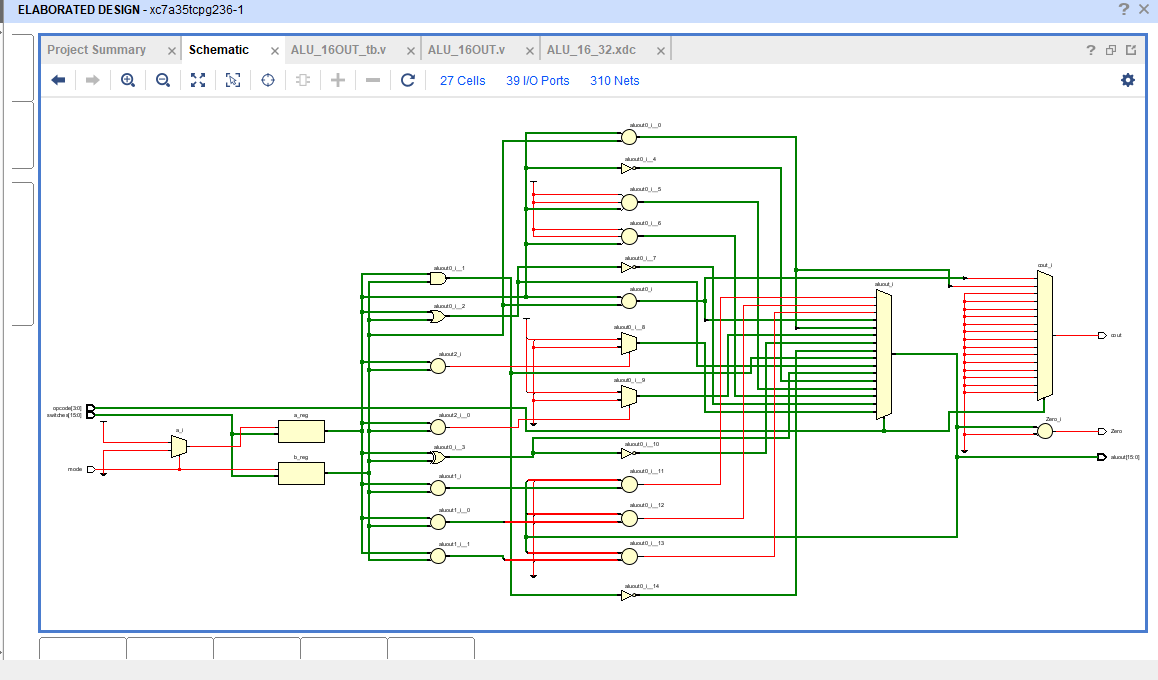 ELABORATED DESIGN - xc7a35tcpg236-1
Project Summary
Schematic
ALU_16OUT_tb.v
ALU_16OUT.v
ALU_16_32.xdc
27 Cells
39 I/O Ports
310 Nets
aluout0_i__0
aluout0_i__4
aluout0_i__5
aluout0_i__6
aluout0_i__7
aluout0_i__1
cout_i
aluout_i
aluout0_i
aluout0_i__2
aluout0_i__8
cout
aluout2_i
aluout0_i__9
opcode[3:0]
switches[15:0]
a_reg
aluout2_i__0
Zero_i
Zero
a_i
aluout0_i__3
aluout0_i__10
b_reg
aluout[15:0]
mode
aluout1_i
aluout0_i__11
aluout1_i__0
aluout0_i__12
aluout1_i__1
aluout0_i__13
aluout0_i__14